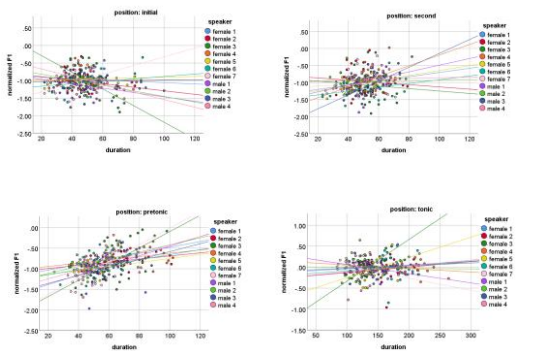 position: initial
normalized F1
.50
.00
-.50
-1.00
-1.50
-2.00
-2.50
20
40
60
80
100
120
duration
speaker
female 1
female 2
female 3
female 4
female 5
female 6
female 7
male 1
male 2
male 3
male 4
position: second
normalized F1
.50
.00
-.50
-1.00
-1.50
-2.00
-2.50
20
40
60
80
100
120
duration
speaker
female 1
female 2
female 3
female 4
female 5
female 6
female 7
male 1
male 2
male 3
male 4
position: pretonic
normalized F1
.00
-.50
-1.00
-1.50
-2.00
-2.50
20
40
60
80
100
120
duration
speaker
female 1
female 2
female 3
female 4
female 5
female 6
female 7
male 1
male 2
male 3
male 4
position: tonic
normalized F1
1.00
.50
.00
-.50
-1.00
-1.50
50
100
150
200
250
300
duration
speaker
female 1
female 2
female 3
female 4
female 5
female 6
female 7
male 1
male 2
male 3
male 4